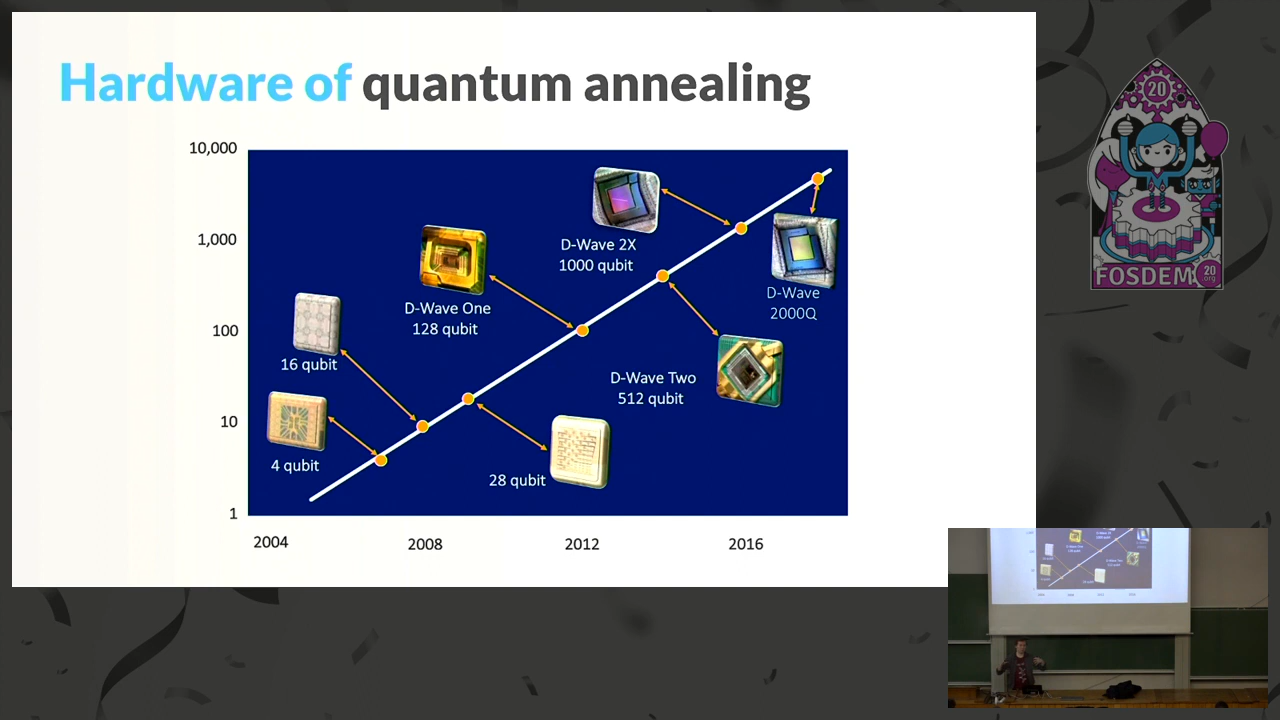 Hardware of quantum annealing
10,000
1,000
100
10
1
2004
2008
2012
2016
4 qubit
16 qubit
28 qubit
D-Wave One
128 qubit
D-Wave Two
512 qubit
D-Wave 2X
1000 qubit
D-Wave
2000Q
20
FOSDEM
20
.org